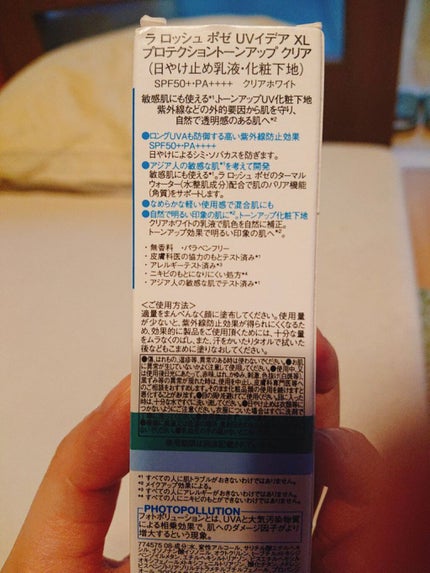 ラ ロッシュ ポゼ UVイデア XL
プロテクショントーンアップ クリア
(日やけ止め乳液・化粧下地)
SPF50+・PA++++ クリアホワイト
敏感肌にも使える*¹、トーンアップUV化粧下地
紫外線などの外的要因から肌を守り、
自然で透明感のある肌へ*²
●ロングUVAも防御する高い紫外線防止効果
SPF50+・PA++++
日やけによるシミ・ソバカスを防ぎます。
●アジア人の敏感な肌*¹を考えて開発
敏感肌にも使える*¹。ラ ロッシュ ポゼのターマル
ウォーター(水・整肌成分)配合で肌のバリア機能
(角質)をサポートします。
●なめらかな軽い使用感で混合肌にも
●自然で明るい印象の肌に*²。トーンアップ化粧下地
クリアホワイトの乳液で肌色を自然に補正。
トーンアップ効果で明るい印象の肌へ*²。
・無香料 ・パラベンフリー
・皮膚科医の協力のもとテスト済み*¹
・アレルギーテスト済み*³
・ニキビのもとになりにくい処方*⁴
・アジア人の敏感な肌でテスト済み*¹
<ご使用方法>
適量をまんべんなく顔に塗布してください。使用量
が少ないと、紫外線防止効果が得られにくくなるた
め、効果的に製品をご使用頂くためには、十分な量
をムラなくのばし、また、汗をかいたりタオルで拭いた
後などもこまめに塗りなおしてください。
*¹ すべての人に肌トラブルがおきないわけではありません。
*² メイクアップ効果による。
*³ すべての人にアレルギーがおきないわけではありません。
*⁴ すべての人にニキビのもとができないわけではありません。
PHOTOPOLLUTION
フォトポリューションとは、UVAと大気汚染物質
による相乗効果で、肌へのダメージ因子がより
増大するという現象。